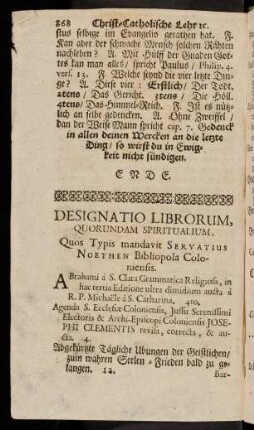 868 Christ-Catholische Lehr ꝛc.
stus selbsge im Evangelio gerathen hat. F.
Kan aber der schwache Mensch solchen Räthen
nachleben? A. Mit Hülff der Gnaden Got-
tes kan man alles/ spricht Paulus/ Philip. 4.
vers. 13. F. Welche seynd die vier letzte Din-
ge? A. Diese vier: Erstlich/ Der Todt.
2tens/ Das Gericht. 3tens/ Die Höll.
4tens/ Das Himmel-Reich. F. Ist es nütz-
lich an selbe gedencken. A. Ohne Zweiffel/
dan der Weise Mann spricht cap. 7. Gedenck
in allen deinen Wercken an die letzte
Ding/ so wirst du in Ewig-
keit nicht sündigen.
E N D E.
DESIGNATIO LIBRORUM,
QUORUNDAM SPIRITUALIUM,
Quos Typis mandavit SERVATIUS
NOETHEN Bibliopola Colo-
niensis.
ABrahami á S. Clara Grammatica Religiosa, in
hac tertia Editione ultra dimidium aucta á
R. P. Michaële á S. Catharina, 4to.
Agenda S. Ecclesiæ Coloniensis, Jussu Serenissimi
Electoris & Archi-Episcopi Coloniensis JOSE-
PHI CLEMENTIS revisa, correcta, & au-
cta. 4.
Abgekürtzte Tägliche Ubungen der Geistlichen/
zum wahren Seelen-Frieden bald zu ge-
langen. 12.
Bar-